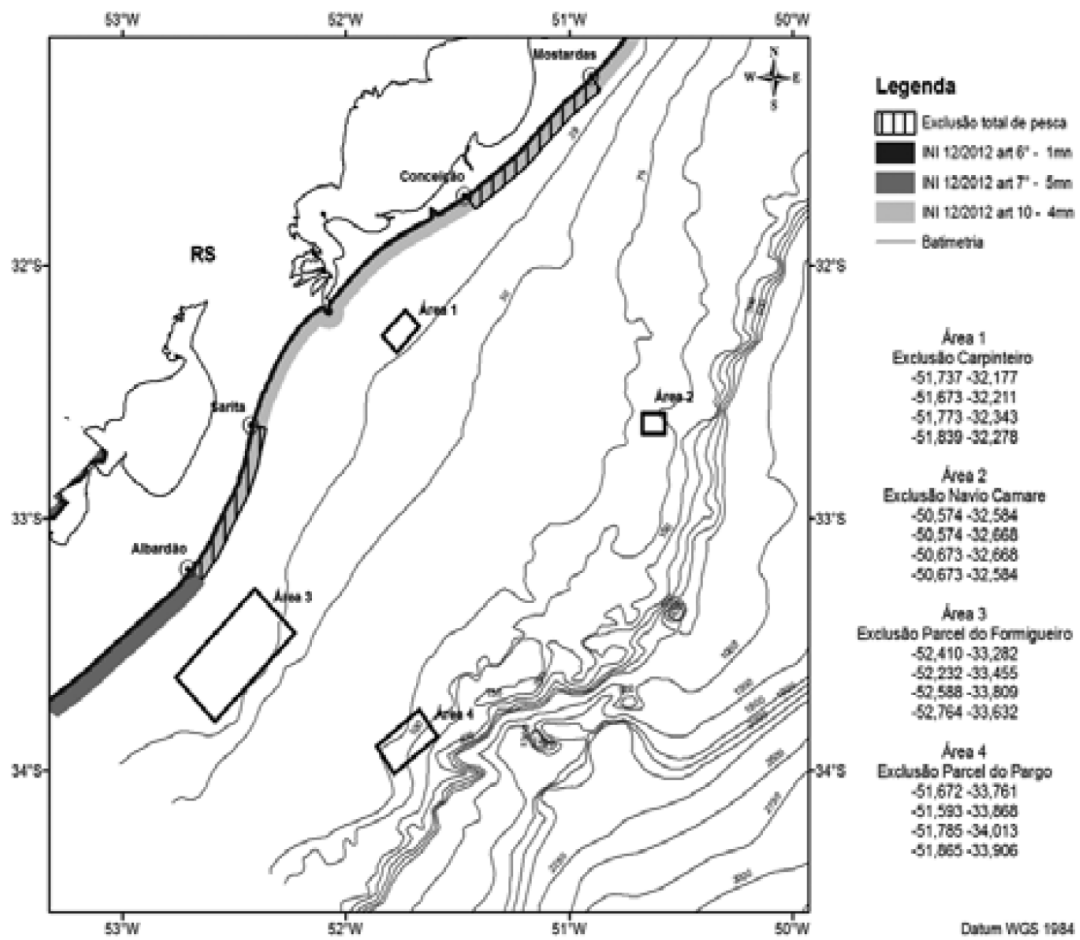 53°W 52°W 51°W 50°W
Mostardas
N
W E
S
Conceição
RS
32°S 32°S
Área 1
Sarita
Área 2
33°S 33°S
Albardão
Área 3
Área 4
34°S 34°S
53°W 52°W 51°W 50°W
Legenda
Exclusão total de pesca
INI 12/2012 art 6° - 1mn
INI 12/2012 art 7° - 5mn
INI 12/2012 art 10 - 4mn
Batimetria
Área 1
Exclusão Carpinteiro
-51,737 -32,177
-51,673 -32,211
-51,773 -32,343
-51,839 -32,278
Área 2
Exclusão Navio Camare
-50,574 -32,584
-50,574 -32,668
-50,673 -32,668
-50,673 -32,584
Área 3
Exclusão Parcel do Formigueiro
-52,410 -33,282
-52,232 -33,455
-52,588 -33,809
-52,764 -33,632
Área 4
Exclusão Parcel do Pargo
-51,672 -33,761
-51,593 -33,868
-51,785 -34,013
-51,865 -33,906
Datum WGS 1984